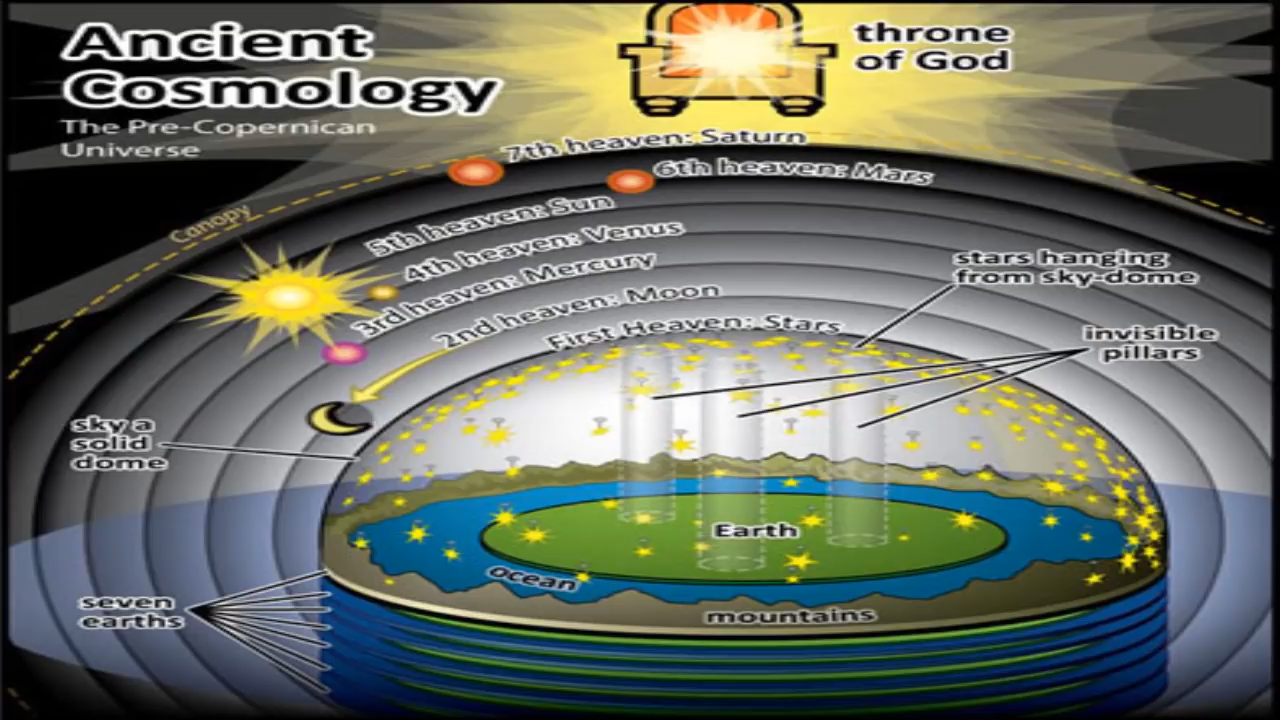 Ancient
Cosmology
The Pre-Copernican
Universe
throne
of God
7th heaven: Saturn
6th heaven: Mars
Canopy
5th heaven: Sun
4th heaven: Venus
3rd heaven: Mercury
2nd heaven: Moon
First Heaven: Stars
stars hanging
from sky-dome
invisible
pillars
sky a
solid
dome
Earth
ocean
seven
earths
mountains